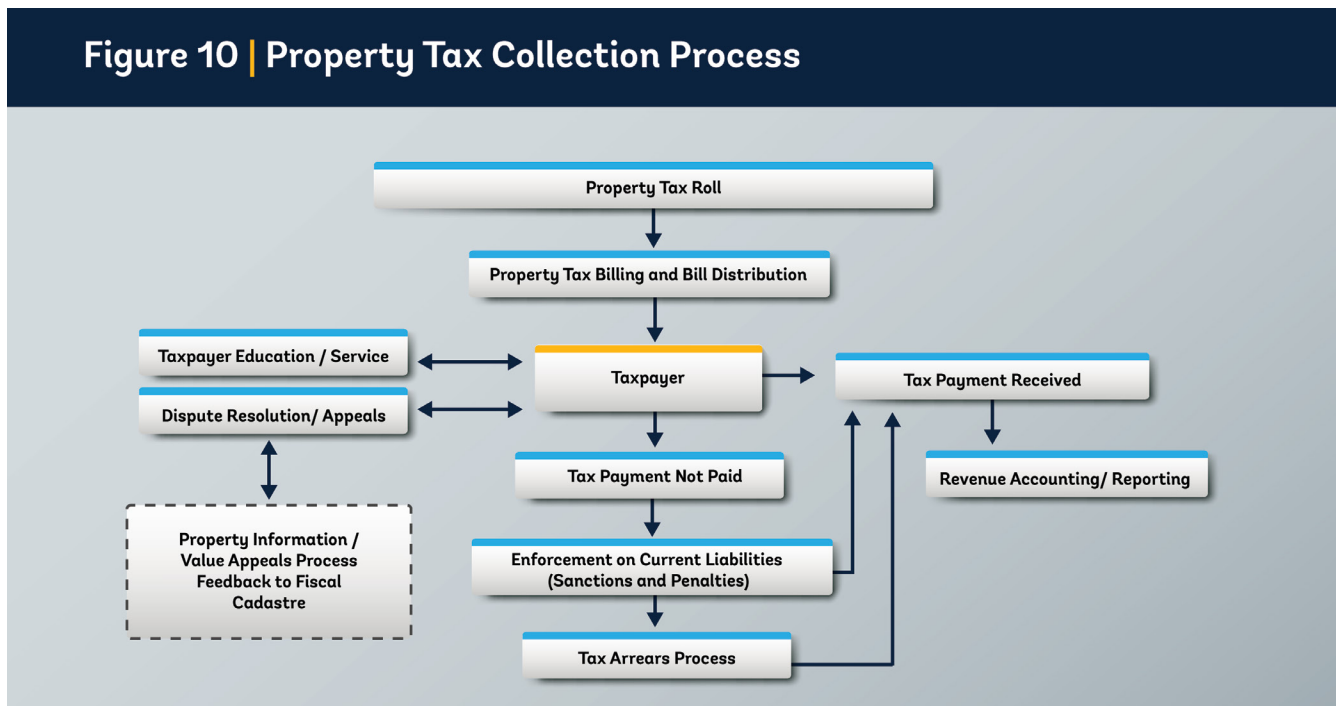 Figure 10 | Property Tax Collection Process
Property Tax Roll
Property Tax Billing and Bill Distribution
Taxpayer Education / Service
Taxpayer
Tax Payment Received
Dispute Resolution/ Appeals
Tax Payment Not Paid
Revenue Accounting/ Reporting
Property Information /
Value Appeals Process
Feedback to Fiscal
Cadastre
Enforcement on Current Liabilities
(Sanctions and Penalties)
Tax Arrears Process